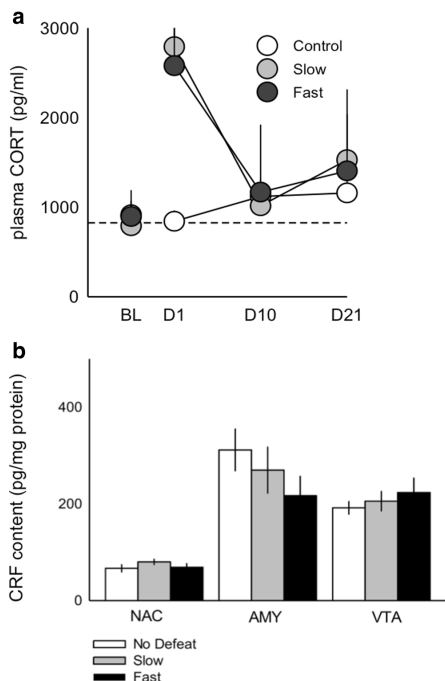 a
plasma CORT (pg/ml)
3000
2000
1000
0
Control
Slow
Fast
BL D1 D10 D21
b
CRF content (pg/mg protein)
400
200
0
NAC AMY VTA
No Defeat
Slow
Fast